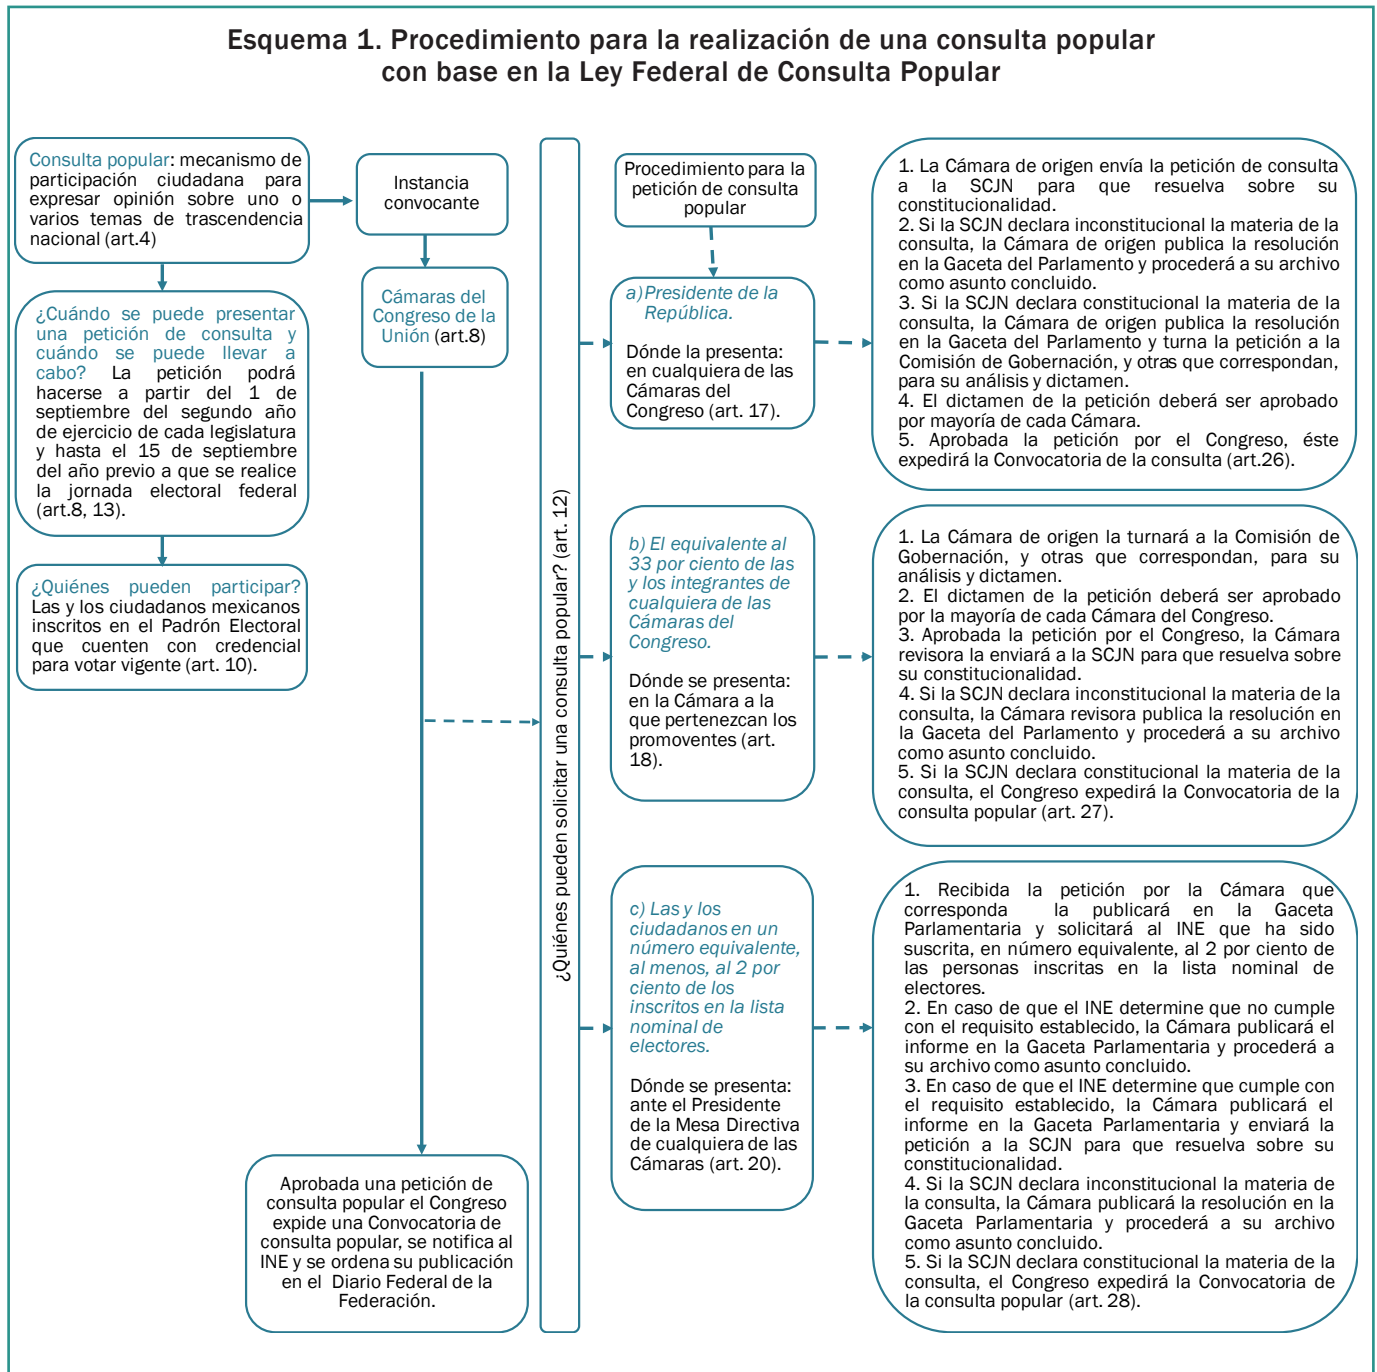 Esquema 1. Procedimiento para la realización de una consulta popular
con base en la Ley Federal de Consulta Popular
Consulta popular: mecanismo de
participación ciudadana para
expresar opinión sobre uno o
varios temas de trascendencia
nacional (art.4)
¿Cuándo se puede presentar
una petición de consulta y
cuándo se puede llevar a
cabo? La petición podrá
hacerse a partir del 1 de
septiembre del segundo año
de ejercicio de cada legislatura
y hasta el 15 de septiembre
del año previo a que se realice
la jornada electoral federal
(art.8, 13).
¿Quiénes pueden participar?
Las y los ciudadanos mexicanos
inscritos en el Padrón Electoral
que cuenten con credencial
para votar vigente (art. 10).
Instancia
convocante
Cámaras del
Congreso de la
Unión (art.8)
Aprobada una petición de
consulta popular el Congreso
expide una Convocatoria de
consulta popular, se notifica al
INE y se ordena su publicación
en el Diario Federal de la
Federación.
¿Quiénes pueden solicitar una consulta popular? (art. 12)
Procedimiento para la
petición de consulta
popular
a) Presidente de la
República.
Dónde la presenta:
en cualquiera de las
Cámaras del
Congreso (art. 17).
1. La Cámara de origen envía la petición de consulta
a la SCJN para que resuelva sobre su
constitucionalidad.
2. Si la SCJN declara inconstitucional la materia de la
consulta, la Cámara de origen publica la resolución
en la Gaceta del Parlamento y procederá a su archivo
como asunto concluido.
3. Si la SCJN declara constitucional la materia de la
consulta, la Cámara de origen publica la resolución
en la Gaceta del Parlamento y turna la petición a la
Comisión de Gobernación, y otras que correspondan,
para su análisis y dictamen.
4. El dictamen de la petición deberá ser aprobado
por mayoría de cada Cámara.
5. Aprobada la petición por el Congreso, éste
expedirá la Convocatoria de la consulta (art.26).
b) El equivalente al
33 por ciento de las
y los integrantes de
cualquiera de las
Cámaras del
Congreso.
Dónde se presenta:
en la Cámara a la
que pertenezcan los
promoventes (art.
18).
1. La Cámara de origen la turnará a la Comisión de
Gobernación, y otras que correspondan, para su
análisis y dictamen.
2. El dictamen de la petición deberá ser aprobado
por la mayoría de cada Cámara del Congreso.
3. Aprobada la petición por el Congreso, la Cámara
revisora la enviará a la SCJN para que resuelva sobre
su constitucionalidad.
4. Si la SCJN declara inconstitucional la materia de la
consulta, la Cámara revisora publica la resolución en
la Gaceta del Parlamento y procederá a su archivo
como asunto concluido.
5. Si la SCJN declara constitucional la materia de la
consulta, el Congreso expedirá la Convocatoria de la
consulta popular (art. 27).
c) Las y los
ciudadanos en un
número equivalente,
al menos, al 2 por
ciento de los
inscritos en la lista
nominal de
electores.
Dónde se presenta:
ante el Presidente
de la Mesa Directiva
de cualquiera de las
Cámaras (art. 20).
1. Recibida la petición por la Cámara que
corresponda la publicará en la Gaceta
Parlamentaria y solicitará al INE que ha sido
suscrita, en número equivalente, al 2 por ciento de
las personas inscritas en la lista nominal de
electores.
2. En caso de que el INE determine que no cumple
con el requisito establecido, la Cámara publicará el
informe en la Gaceta Parlamentaria y procederá a
su archivo como asunto concluido.
3. En caso de que el INE determine que cumple con
el requisito establecido, la Cámara publicará el
informe en la Gaceta Parlamentaria y enviará la
petición a la SCJN para que resuelva sobre su
constitucionalidad.
4. Si la SCJN declara inconstitucional la materia de
la consulta, la Cámara publicará la resolución en la
Gaceta Parlamentaria y procederá a su archivo
como asunto concluido.
5. Si la SCJN declara constitucional la materia de la
consulta, el Congreso expedirá la Convocatoria de
la consulta popular (art. 28).